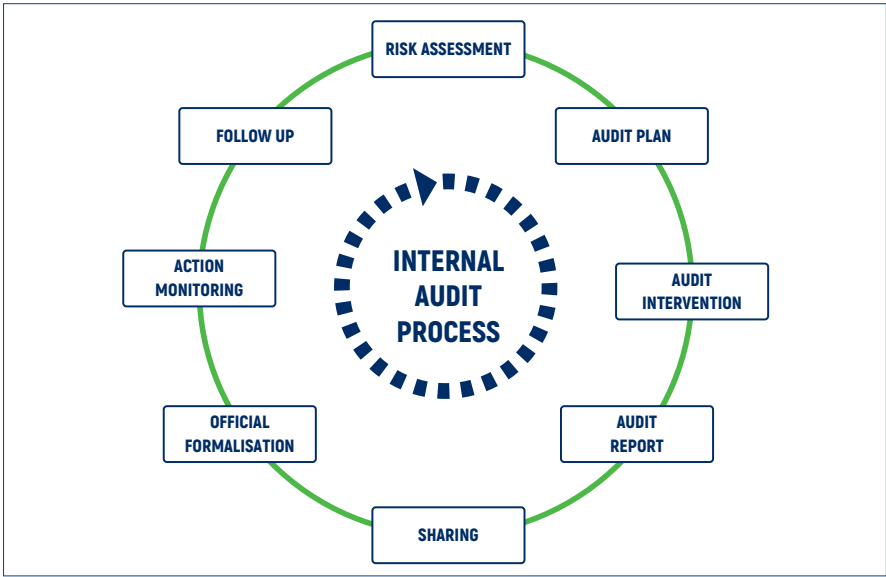 RISK ASSESSMENT
AUDIT PLAN
AUDIT
INTERVENTION
AUDIT
REPORT
SHARING
OFFICIAL
FORMALISATION
ACTION
MONITORING
FOLLOW UP
INTERNAL
AUDIT
PROCESS